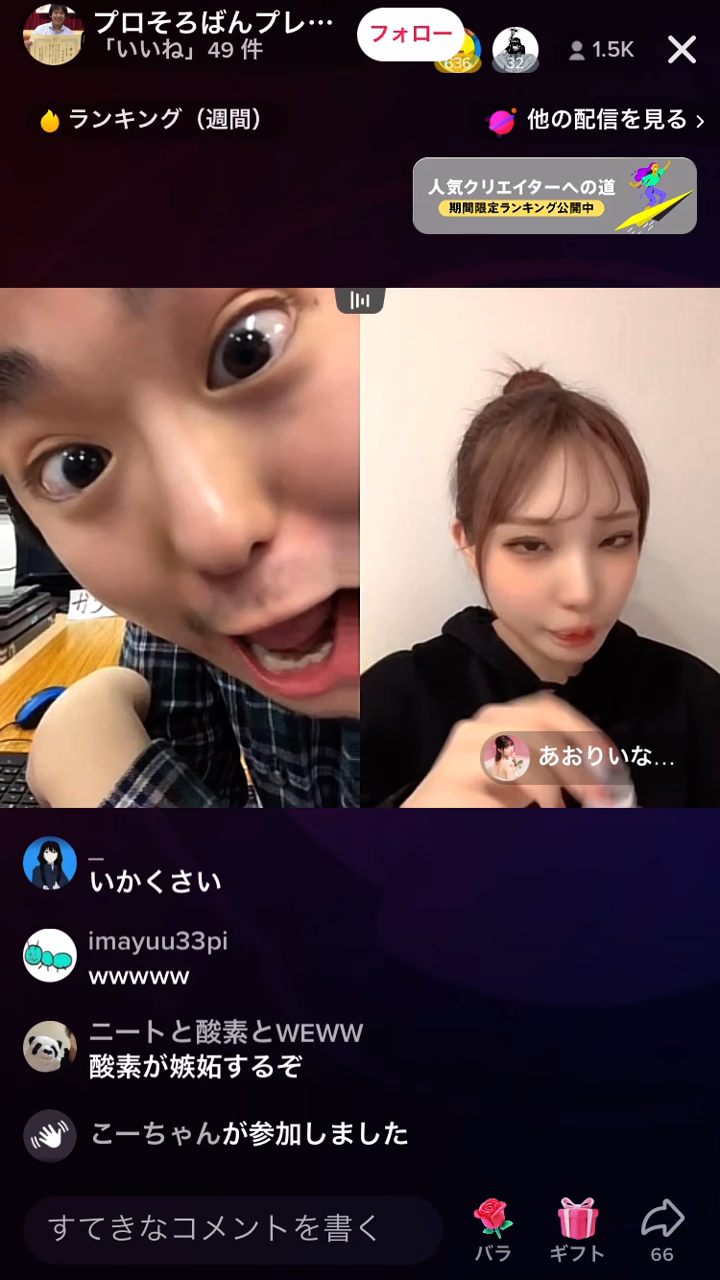 プロそろばんプレ…
「いいね」49 件
フォロー
636
32
1.5K
ランキング（週間）
他の配信を見る
人気クリエイターへの道
期間限定ランキング公開中
あおりいな…
_
いかくさい
imayuu33pi
wwwww
ニートと酸素とWEWW
酸素が嫉妬するぞ
こーちゃんが参加しました
すてきなコメントを書く
バラ
ギフト
66